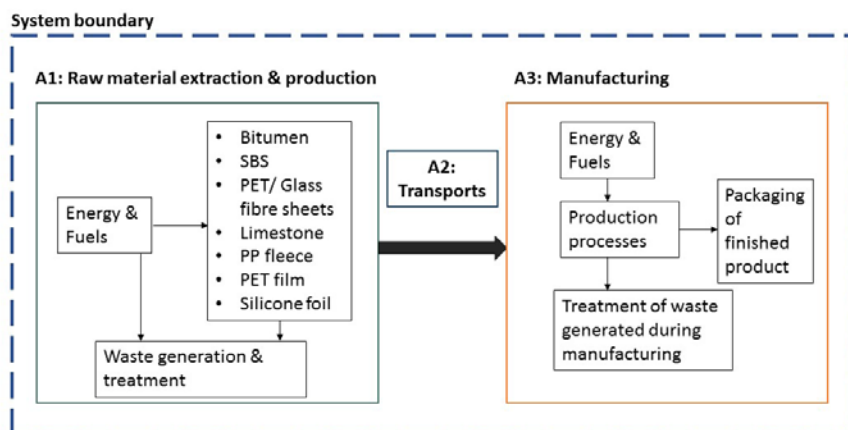 System boundary
A1: Raw material extraction & production
Energy &
Fuels
• Bitumen
• SBS
• PET/ Glass
fibre sheets
• Limestone
• PP fleece
• PET film
• Silicone foil
Waste generation &
treatment
A2:
Transports
A3: Manufacturing
Energy &
Fuels
Production
processes
Packaging
of
finished
product
Treatment of waste
generated during
manufacturing